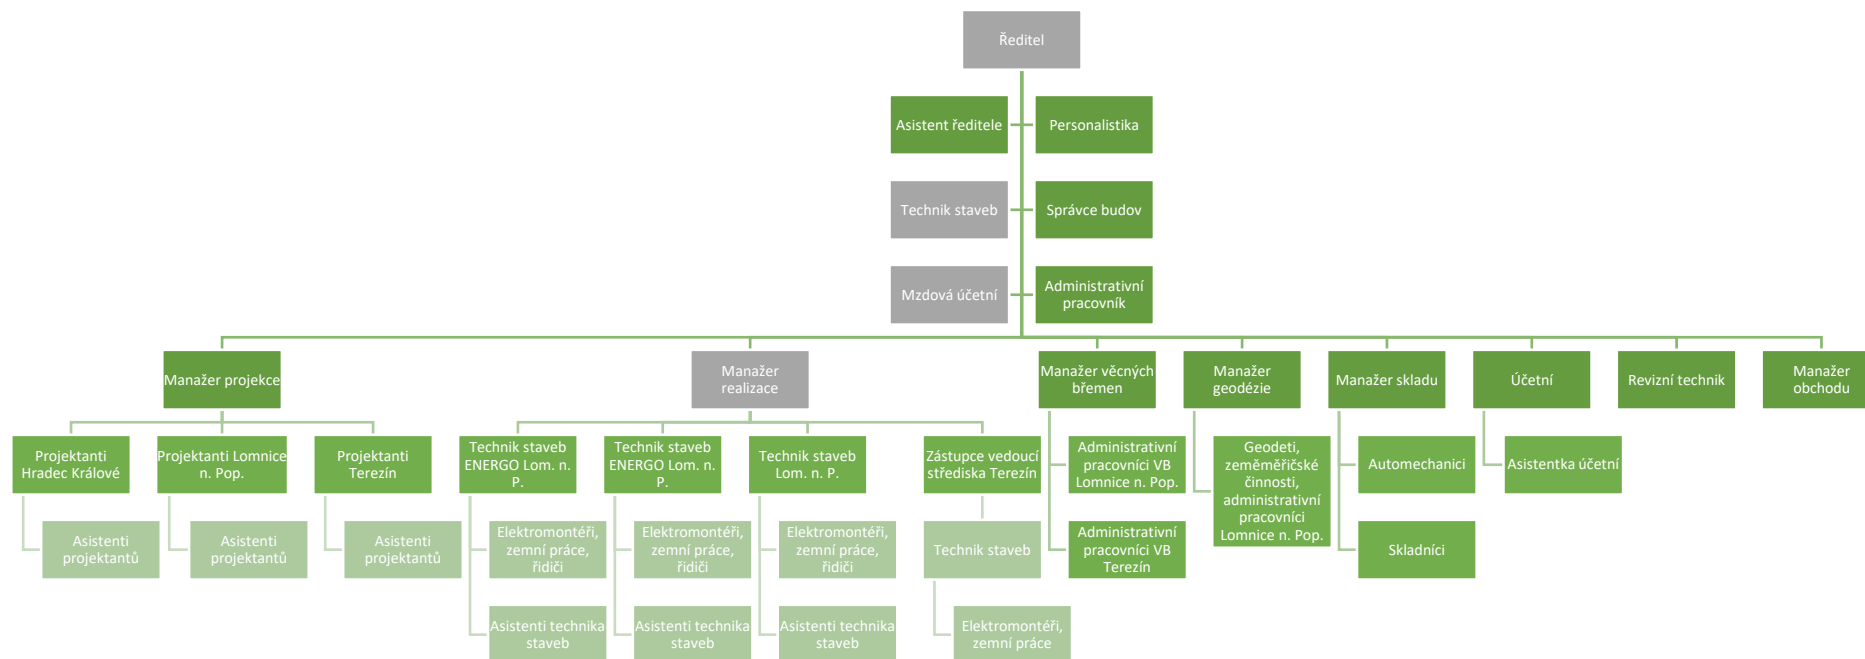 Ředitel
Asistent ředitele
Personalistika
Technik staveb
Správce budov
Mzdová účetní
Administrativní
pracovník
Manažer projekce
Manažer
realizace
Manažer věcných
břemen
Manažer
geodézie
Manažer skladu
Účetní
Revizní technik
Manažer
obchodu
Projektanti
Hradec Králové
Projektanti Lomnice
n. Pop.
Projektanti
Terezín
Technik staveb
ENERGO Lom. n.
P.
Technik staveb
ENERGO Lom. n.
P.
Technik staveb
Lom. n. P.
Zástupce vedoucí
střediska Terezín
Administrativní
pracovníci VB
Lomnice n. Pop.
Geodeti,
zeměměřičské
činnosti,
administrativní
pracovníci
Lomnice n. Pop.
Automechanici
Asistentka účetní
Asistenti
projektantů
Asistenti
projektantů
Asistenti
projektantů
Elektromontéři,
zemní práce,
řidiči
Elektromontéři,
zemní práce,
řidiči
Elektromontéři,
zemní práce,
řidiči
Technik staveb
Administrativní
pracovníci VB
Terezín
Skladníci
Asistenti technika
staveb
Asistenti technika
staveb
Asistenti technika
staveb
Elektromontéři,
zemní práce